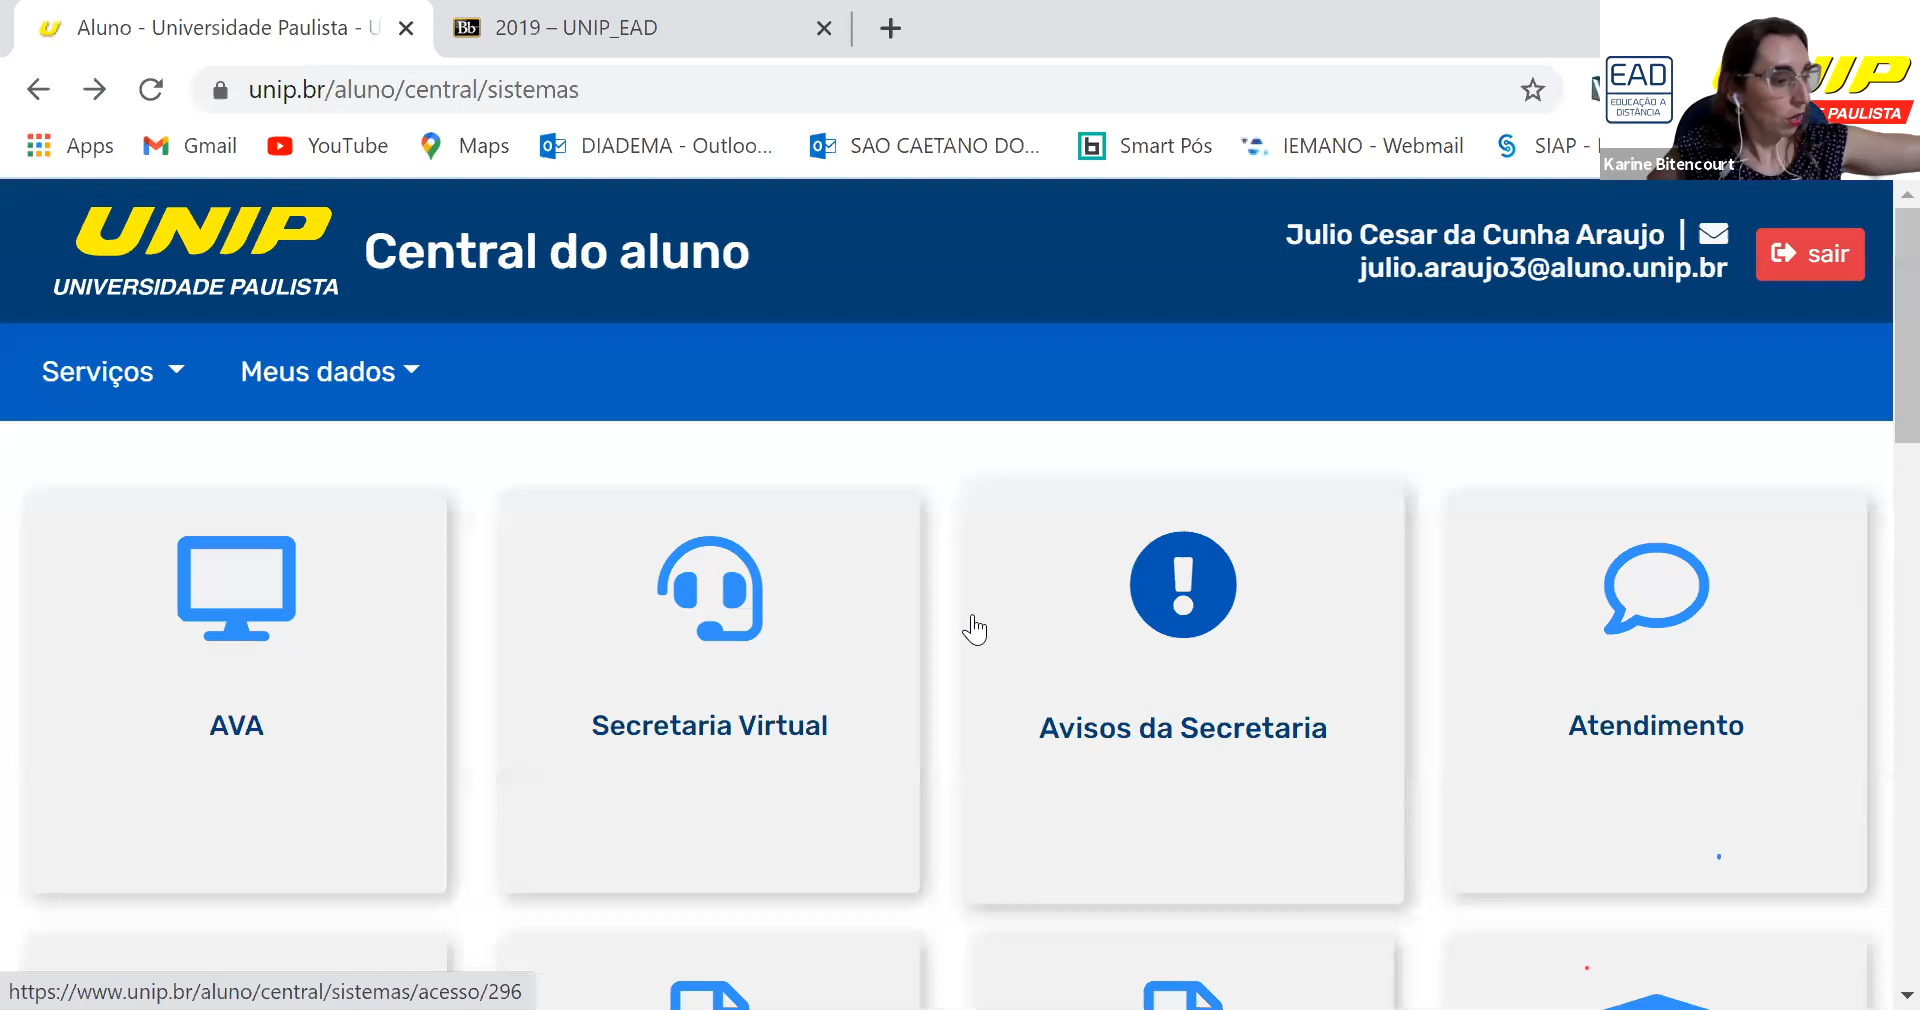 Aluno - Universidade Paulista - U
2019 – UNIP_EAD
unip.br/aluno/central/sistemas
Apps
Gmail
YouTube
Maps
DIADEMA - Outloo...
SAO CAETANO DO...
Smart Pós
IEMANO - Webmail
SIAP -
EAD
EDUCAÇÃO A
DISTÂNCIA
PAULISTA
Karine Bitencourt
UNIP
UNIVERSIDADE PAULISTA
Central do aluno
Julio Cesar da Cunha Araujo |
julio.araujo3@aluno.unip.br
sair
Serviços
Meus dados
AVA
Secretaria Virtual
Avisos da Secretaria
Atendimento
https://www.unip.br/aluno/central/sistemas/acesso/296